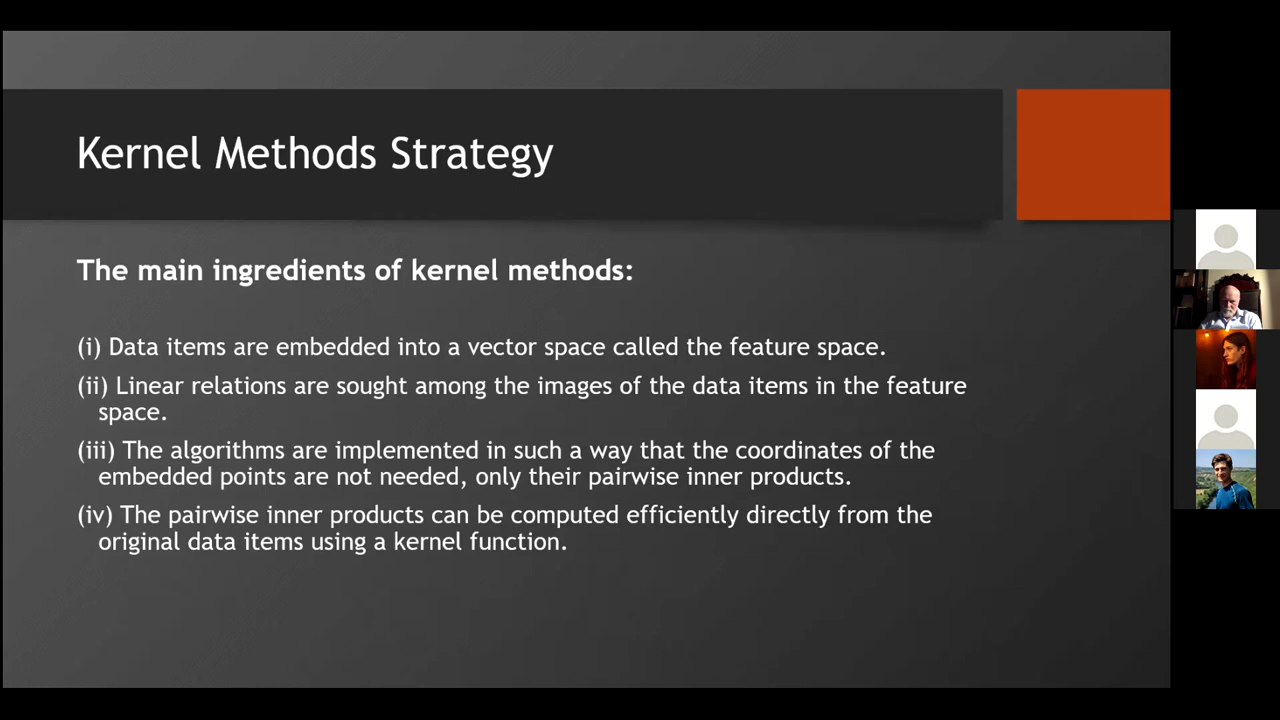 Kernel Methods Strategy
The main ingredients of kernel methods:
(i) Data items are embedded into a vector space called the feature space.
(ii) Linear relations are sought among the images of the data items in the feature
space.
(iii) The algorithms are implemented in such a way that the coordinates of the
embedded points are not needed, only their pairwise inner products.
(iv) The pairwise inner products can be computed efficiently directly from the
original data items using a kernel function.